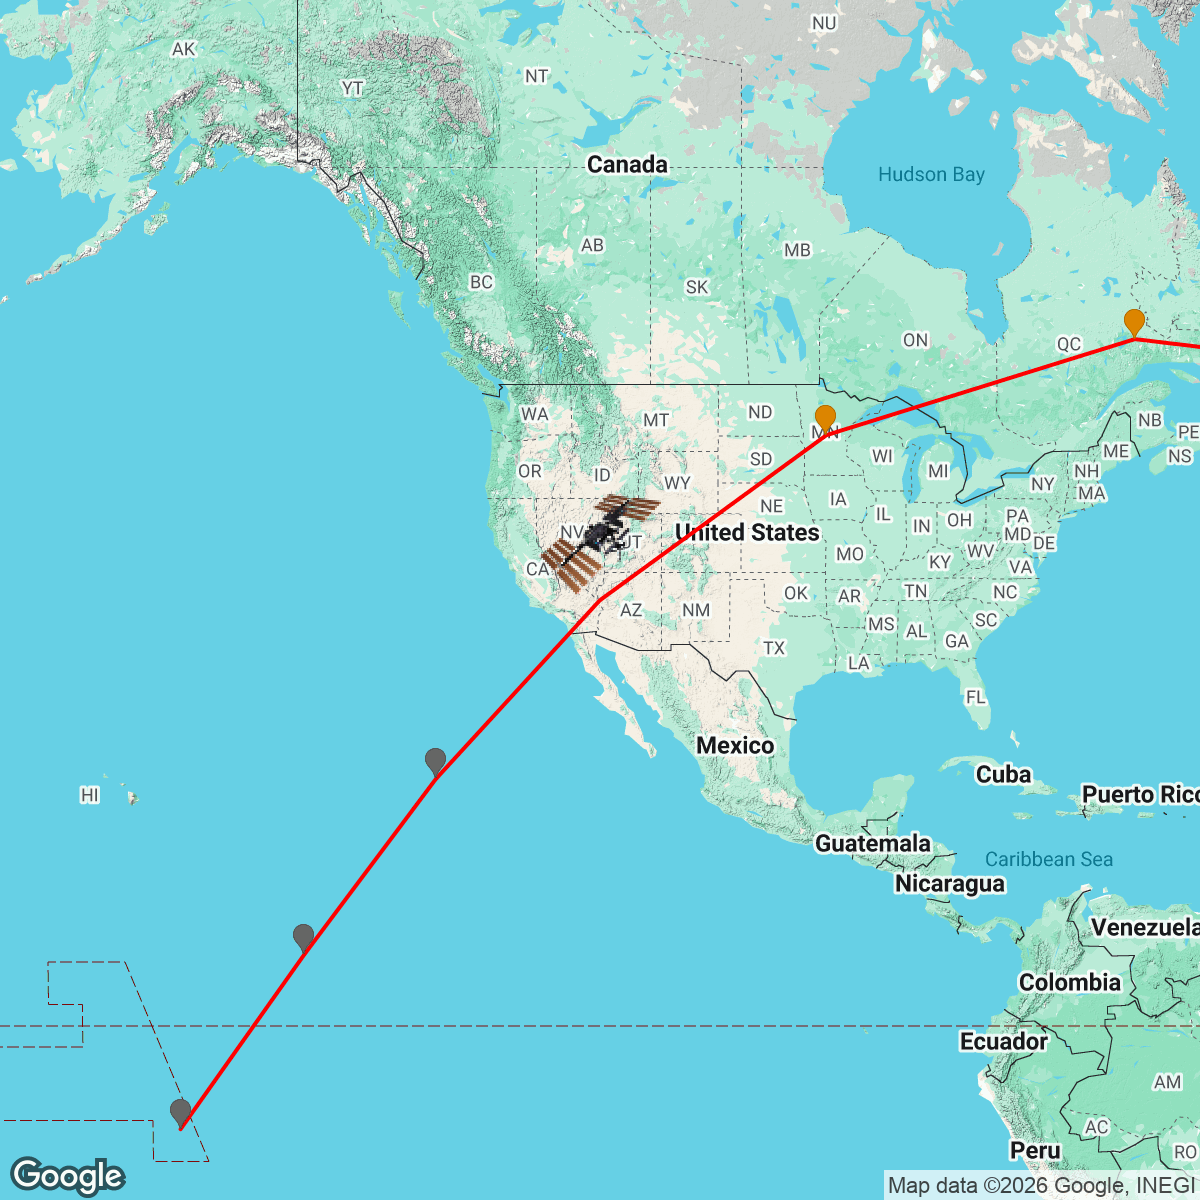 NU
AK
NT
YT
Canada
Hudson Bay
AB
MB
BC
SK
ON
QC
WA
MT
ND
MN
NB
PE
ME
NS
OR
ID
SD
WI
MI
NH
WY
NY
MA
IA
NE
IL
IN
OH
PA
NV
UT
United States
MD
DE
MO
WV
KY
VA
CA
OK
AR
TN
NC
AZ
NM
MS
AL
SC
GA
TX
LA
FL
Mexico
Cuba
HI
Puerto Rico
Guatemala
Caribbean Sea
Nicaragua
Venezuela
Colombia
Ecuador
AM
AC
Peru
RO
Google
Map data ©2026 Google, INEGI